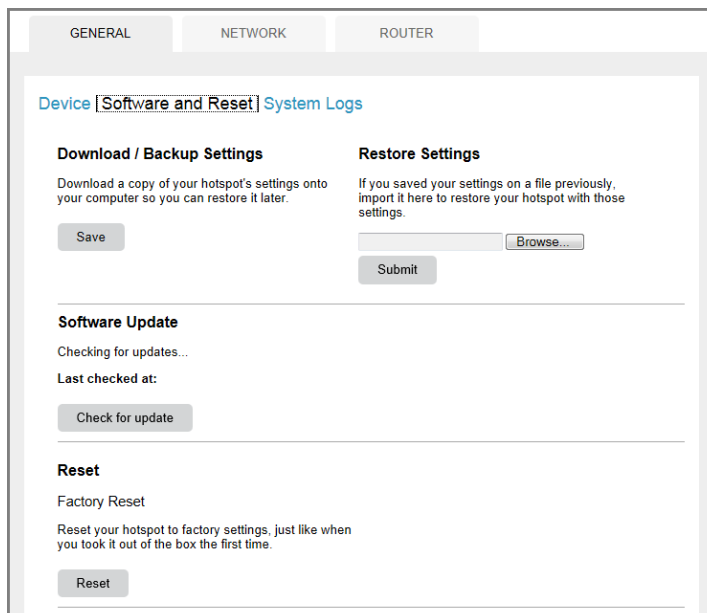 GENERAL NETWORK ROUTER
Device Software and Reset System Logs
Download / Backup Settings
Download a copy of your hotspot's settings onto
your computer so you can restore it later.
Save
Restore Settings
If you saved your settings on a file previously,
import it here to restore your hotspot with those
settings.
Browse...
Submit
Software Update
Checking for updates...
Last checked at:
Check for update
Reset
Factory Reset
Reset your hotspot to factory settings, just like when
you took it out of the box the first time.
Reset